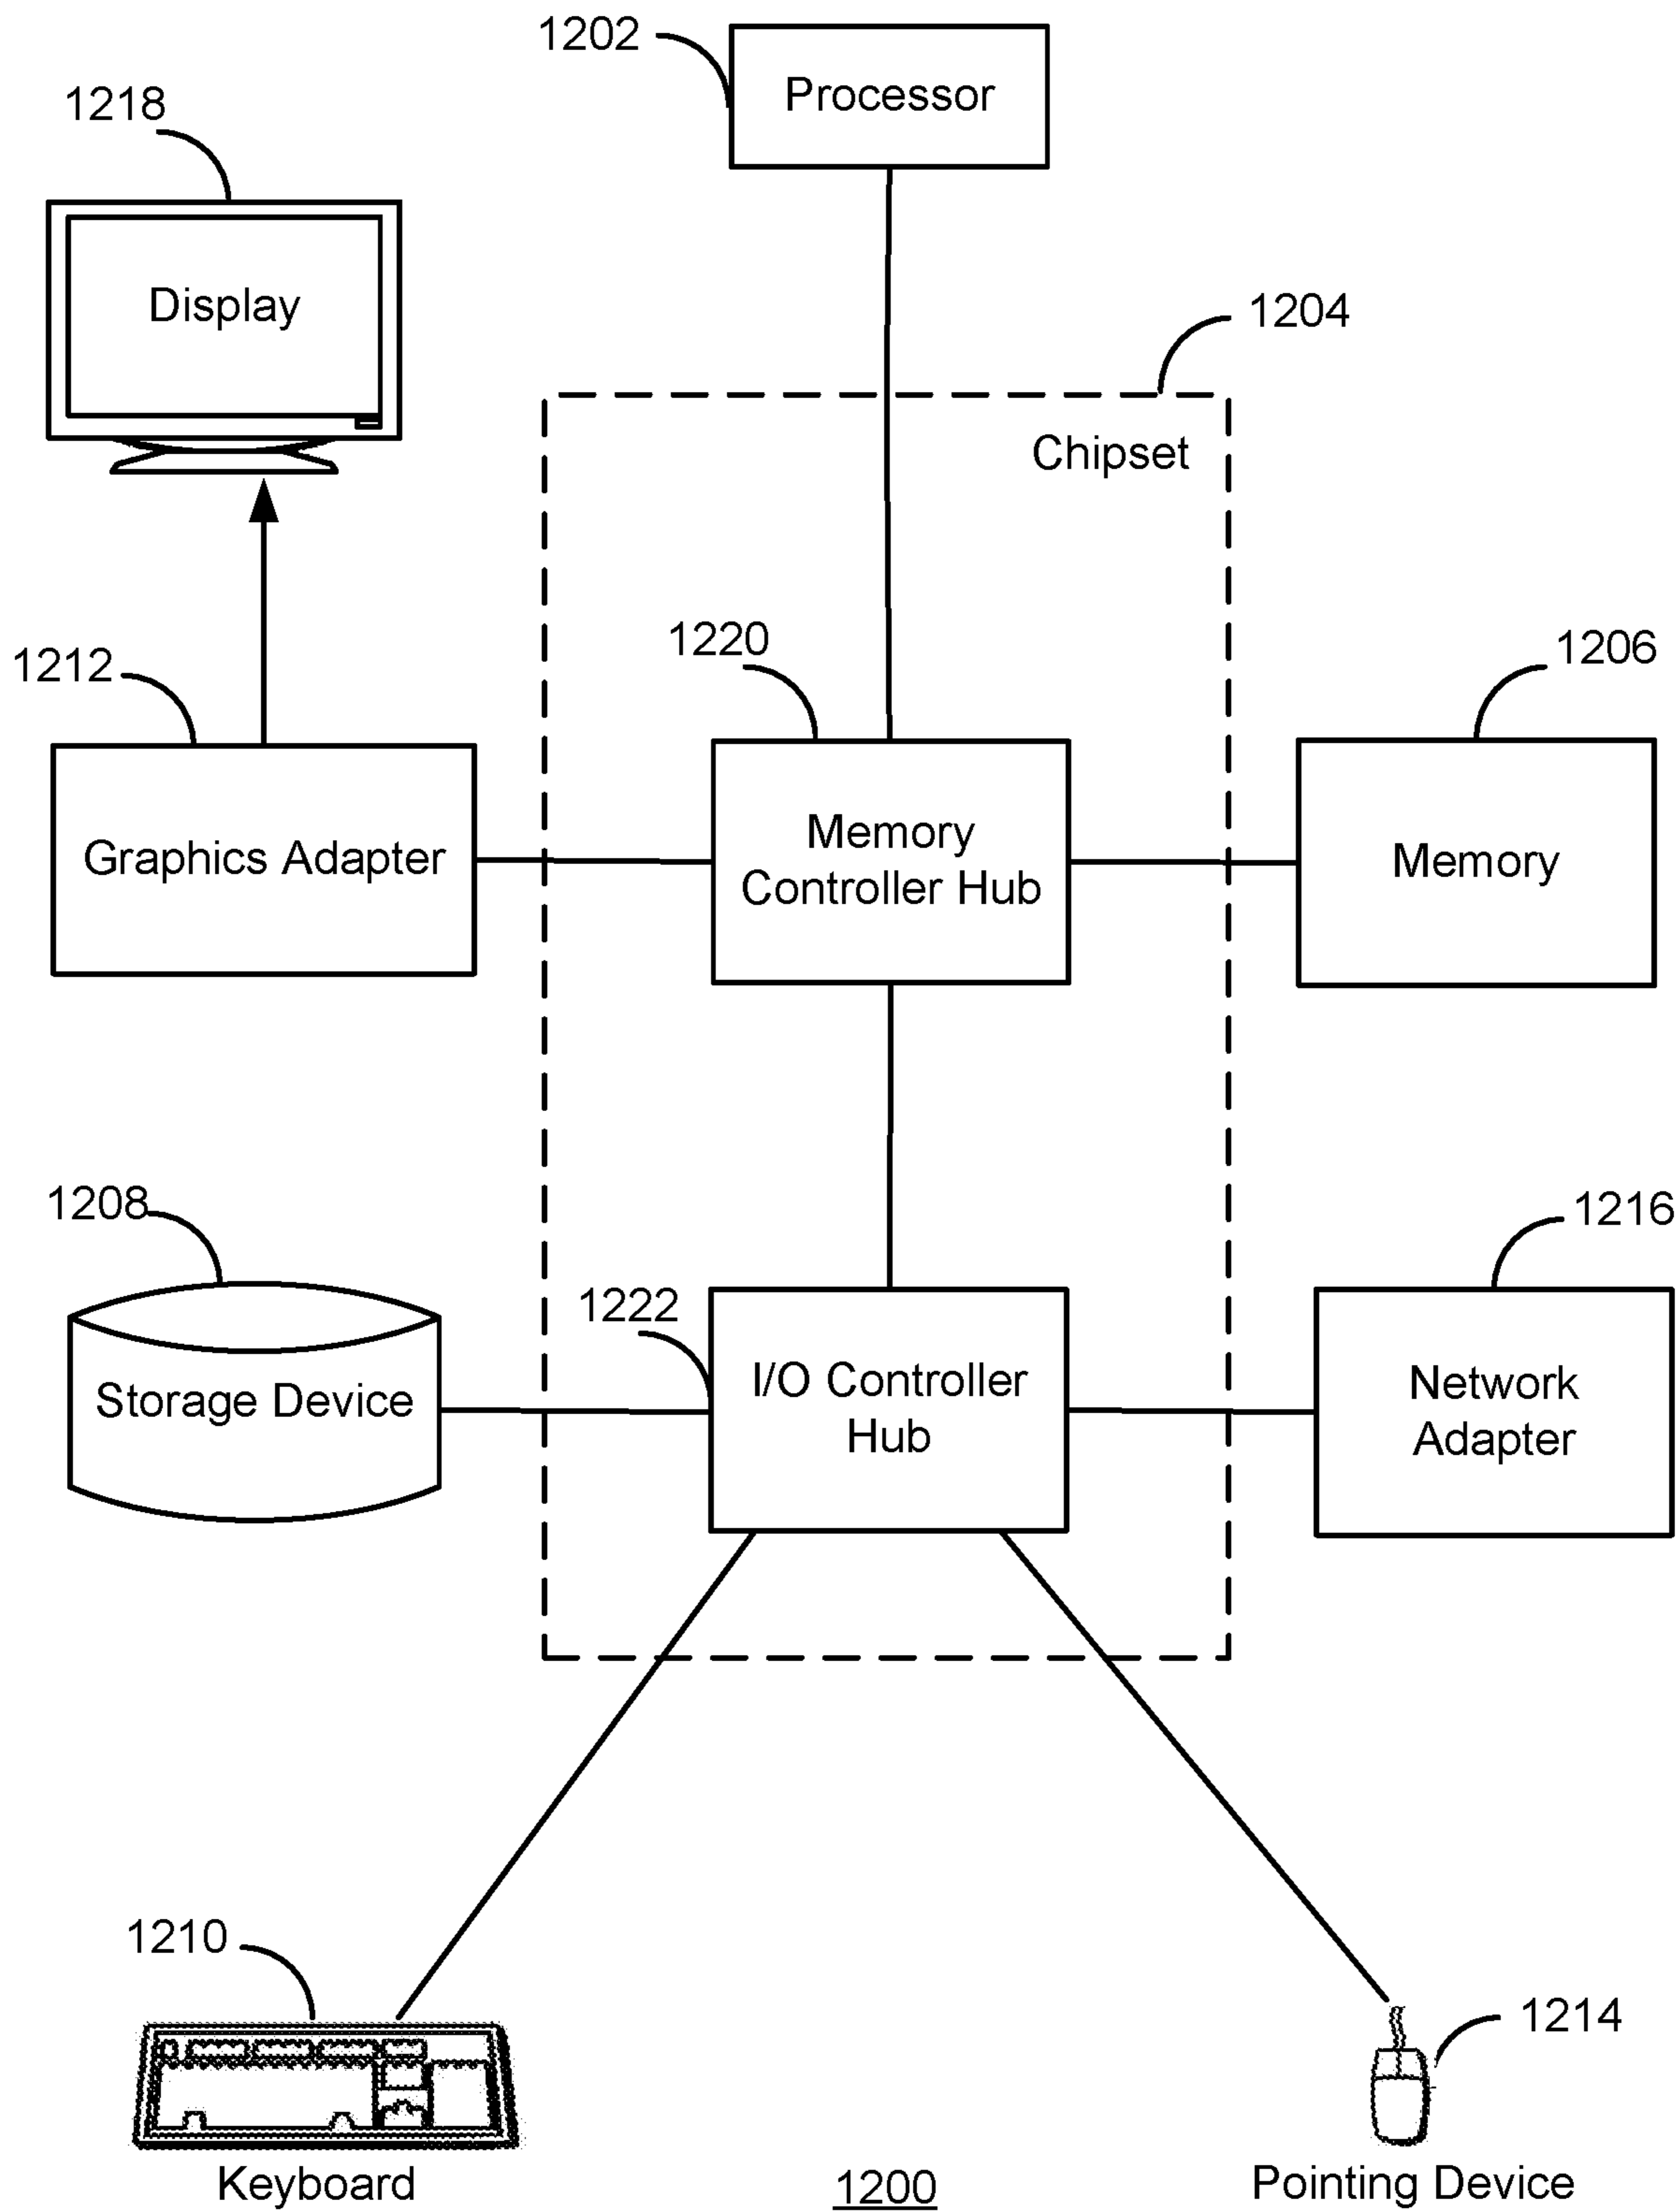 1202
Processor
1218
Display
1204
Chipset
1220
1206
1212
Graphics Adapter
Memory
Controller Hub
Memory
1208
1216
1222
Storage Device
I/O Controller
Hub
Network
Adapter
1210
1214
Keyboard
1200
Pointing Device